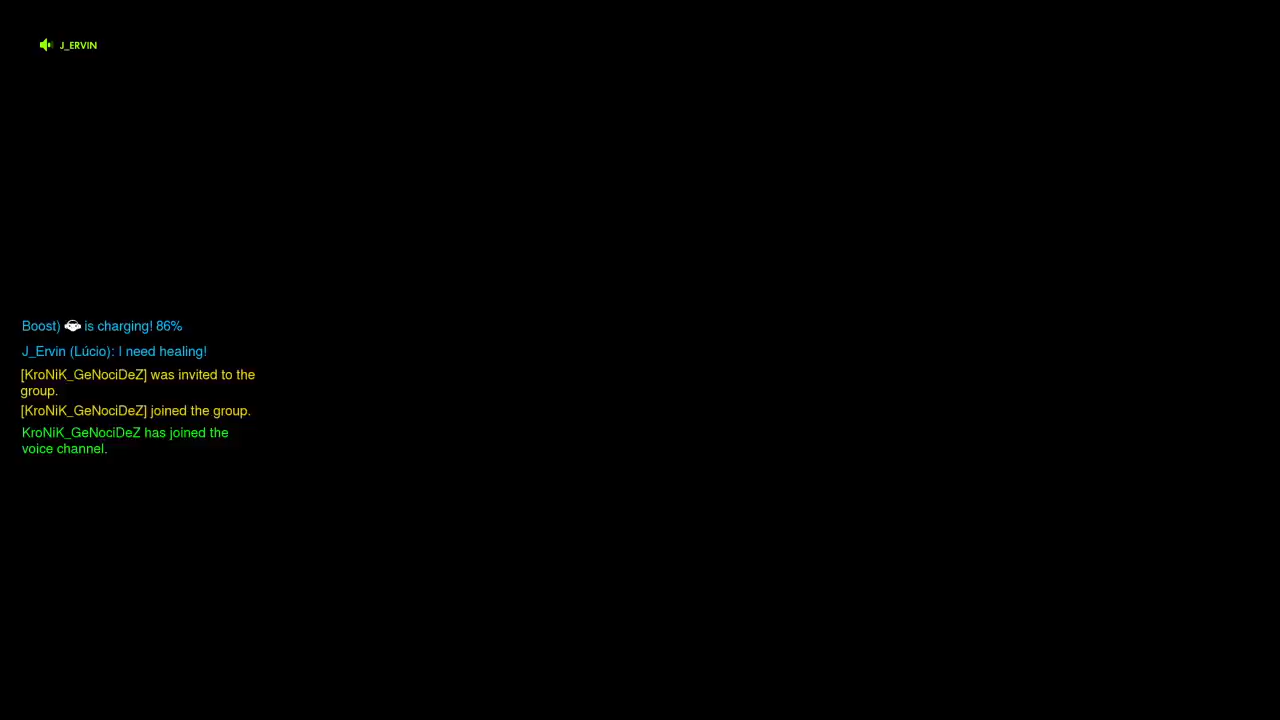 J_ERVIN
Boost) is charging! 86%
J_Ervin (Lúcio): I need healing!
[KroNiK_GeNociDeZ] was invited to the
group.
[KroNiK_GeNociDeZ] joined the group.
KroNiK_GeNociDeZ has joined the
voice channel.